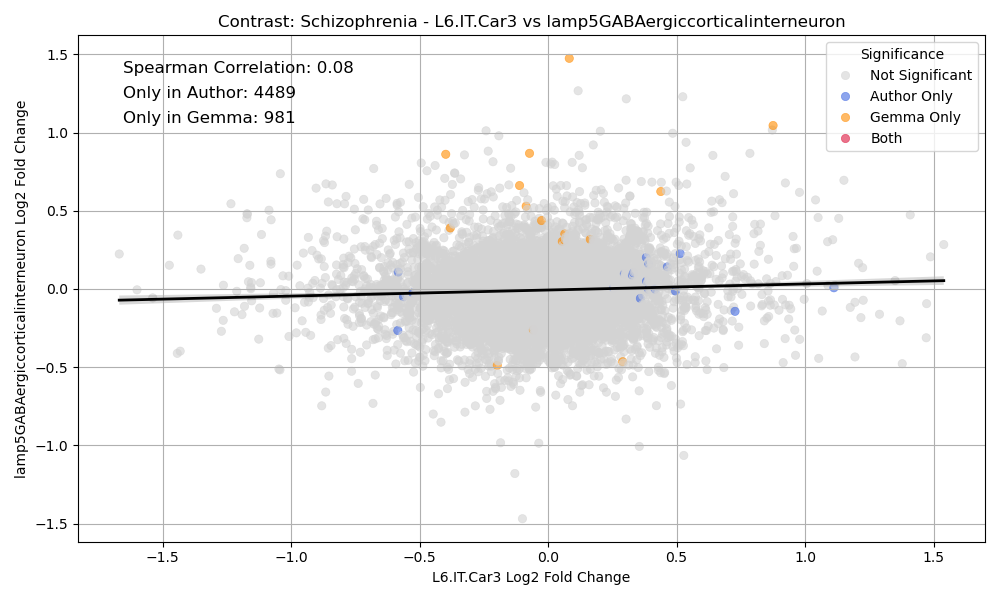 Contrast: Schizophrenia - L6.IT.Car3 vs lamp5GABAergiccorticalinterneuron
Spearman Correlation: 0.08
Only in Author: 4489
Only in Gemma: 981
Significance
Not Significant
Author Only
Gemma Only
Both
lamp5GABAergiccorticalinterneuron Log2 Fold Change
1.5
1.0
0.5
0.0
−0.5
−1.0
−1.5
−1.5
−1.0
−0.5
0.0
0.5
1.0
1.5
L6.IT.Car3 Log2 Fold Change